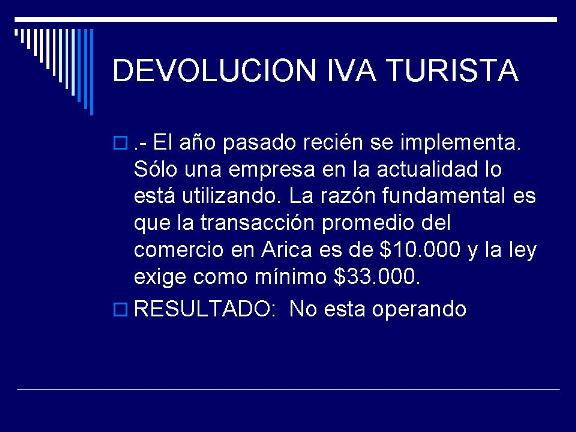 DEVOLUCION IVA TURISTA
.- El año pasado recién se implementa.
Sólo una empresa en la actualidad lo
está utilizando. La razón fundamental es
que la transacción promedio del
comercio en Arica es de $10.000 y la ley
exige como mínimo $33.000.
RESULTADO:  No esta operando